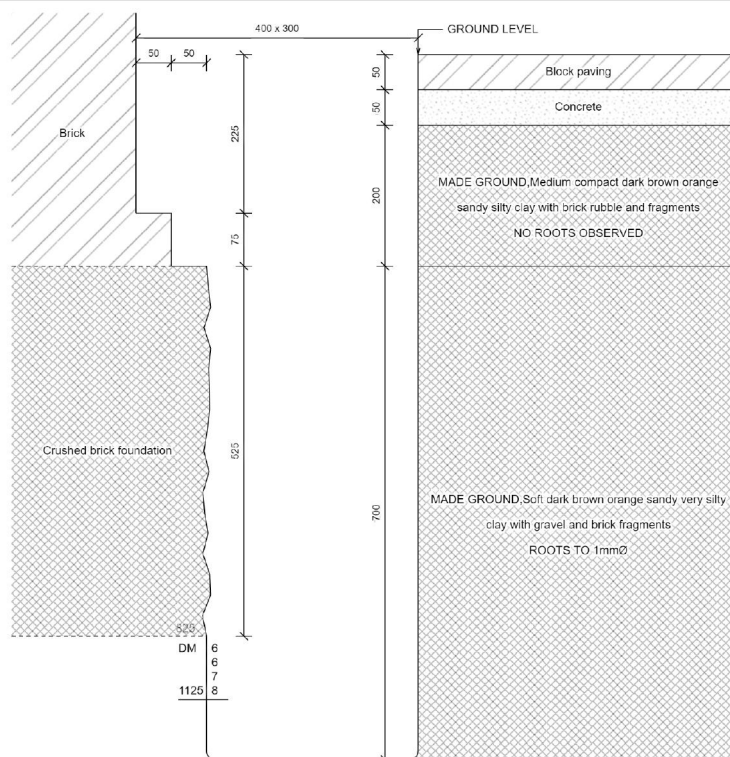 400 x 300
GROUND LEVEL
50
50
50
Block paving
50
Concrete
Brick
225
200
MADE GROUND,Medium compact dark brown orange
sandy silty clay with brick rubble and fragments
NO ROOTS OBSERVED
75
Crushed brick foundation
525
700
MADE GROUND,Soft dark brown orange sandy very silty
clay with gravel and brick fragments
ROOTS TO 1mmØ
825
DM 6
6
7
1125 8